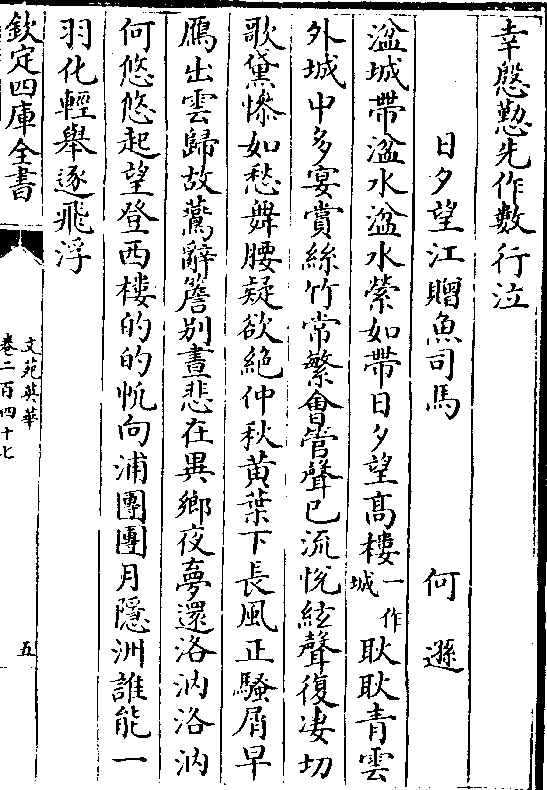 幸慇懃先作數行泣
日夕望江贈魚司馬　何遜
湓城帶湓水湓水縈如帶日夕望髙樓一作城耿耿青雲
外城中多宴賞絲竹常繁會管聲已流恱絃聲復凄切
歌黛慘如愁舞腰疑欲絶仲秋黄葉下長風正騷屑早
鴈出雲歸故鷰辭簷别晝悲在異鄉夜夢還洛汭洛汭
何悠悠起望登西樓的的帆向浦團團月隱洲誰能一
羽化輕舉逐飛浮
欽定四庫全書
文苑英華
卷二百四十七
五